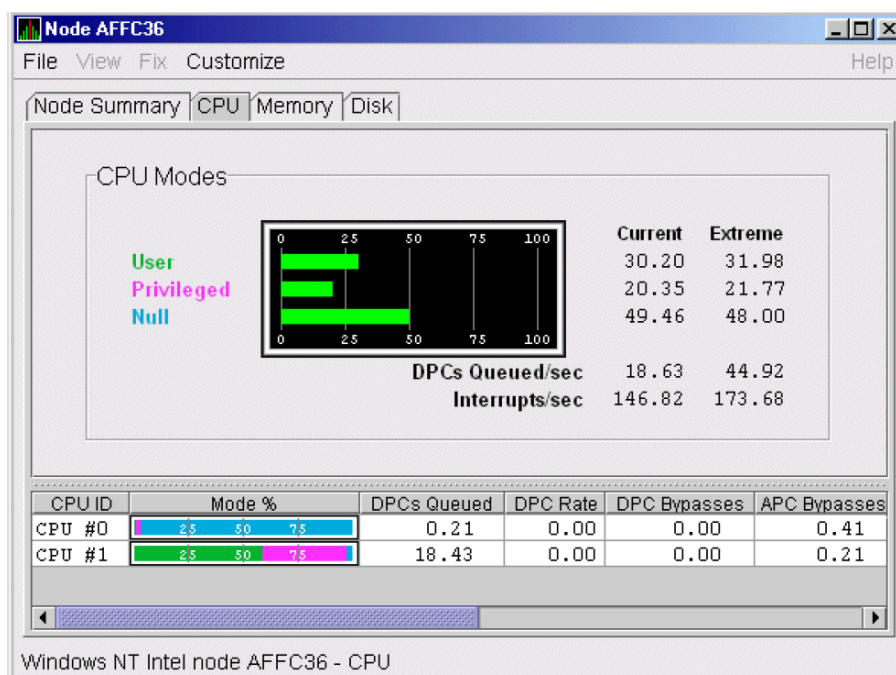 Node AFFC36
File View Fix Customize Help
Node Summary CPU Memory Disk
CPU Modes
0 25 50 75 100
Current Extreme
User 30.20 31.98
Privileged 20.35 21.77
Null 49.46 48.00
0 25 50 75 100
DPCs Queued/sec 18.63 44.92
Interrupts/sec 146.82 173.68
CPU ID Mode % DPCs Queued DPC Rate DPC Bypasses APC Bypasses
CPU #0 25 50 75 0.21 0.00 0.00 0.41
CPU #1 25 50 75 18.43 0.00 0.00 0.21
Windows NT Intel node AFFC36 - CPU